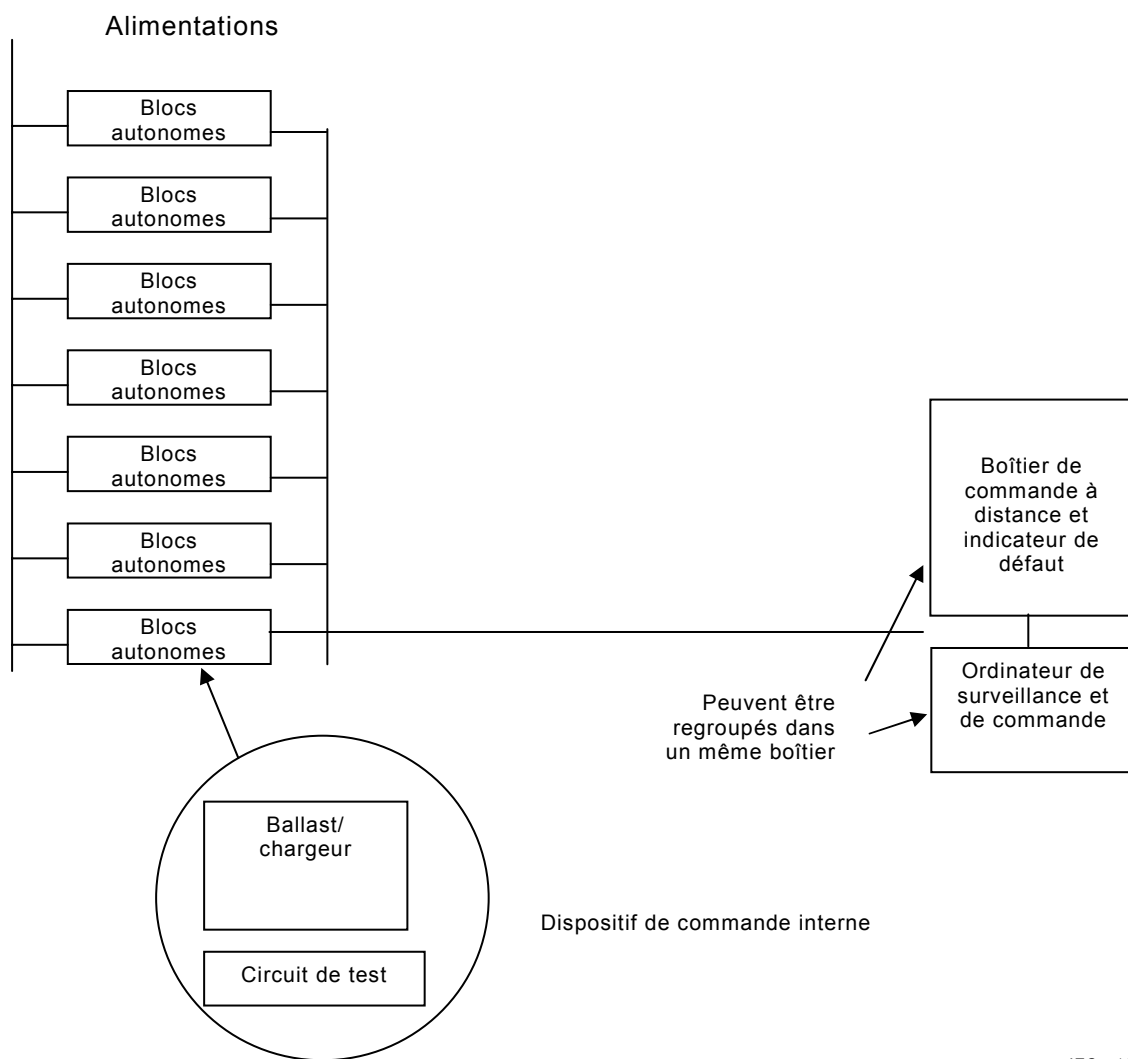 Alimentations
Blocs
autonomes
Blocs
autonomes
Blocs
autonomes
Blocs
autonomes
Blocs
autonomes
Blocs
autonomes
Blocs
autonomes
Boîtier de
commande à
distance et
indicateur de
défaut
Ordinateur de
surveillance et
de commande
Peuvent être
regroupés dans
un même boîtier
Ballast/
chargeur
Circuit de test
Dispositif de commande interne